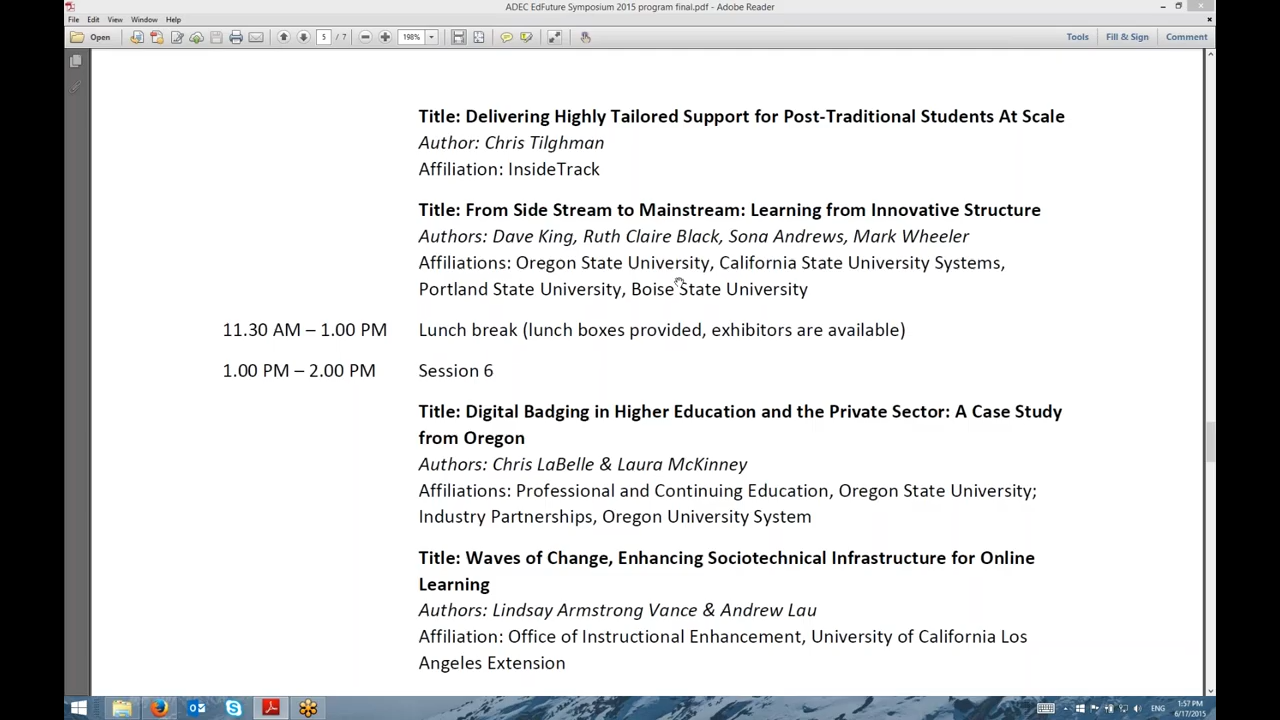 ADEC EdFuture Symposium 2015 program final.pdf - Adobe Reader
File Edit View Window Help
Open 5 / 7 198% Tools Fill & Sign Comment
Title: Delivering Highly Tailored Support for Post-Traditional Students At Scale
Author: Chris Tilghman
Affiliation: InsideTrack
Title: From Side Stream to Mainstream: Learning from Innovative Structure
Authors: Dave King, Ruth Claire Black, Sona Andrews, Mark Wheeler
Affiliations: Oregon State University, California State University Systems,
Portland State University, Boise State University
11.30 AM – 1.00 PM Lunch break (lunch boxes provided, exhibitors are available)
1.00 PM – 2.00 PM Session 6
Title: Digital Badging in Higher Education and the Private Sector: A Case Study
from Oregon
Authors: Chris LaBelle & Laura McKinney
Affiliations: Professional and Continuing Education, Oregon State University;
Industry Partnerships, Oregon University System
Title: Waves of Change, Enhancing Sociotechnical Infrastructure for Online
Learning
Authors: Lindsay Armstrong Vance & Andrew Lau
Affiliation: Office of Instructional Enhancement, University of California Los
Angeles Extension
ENG 1:57 PM
6/17/2015